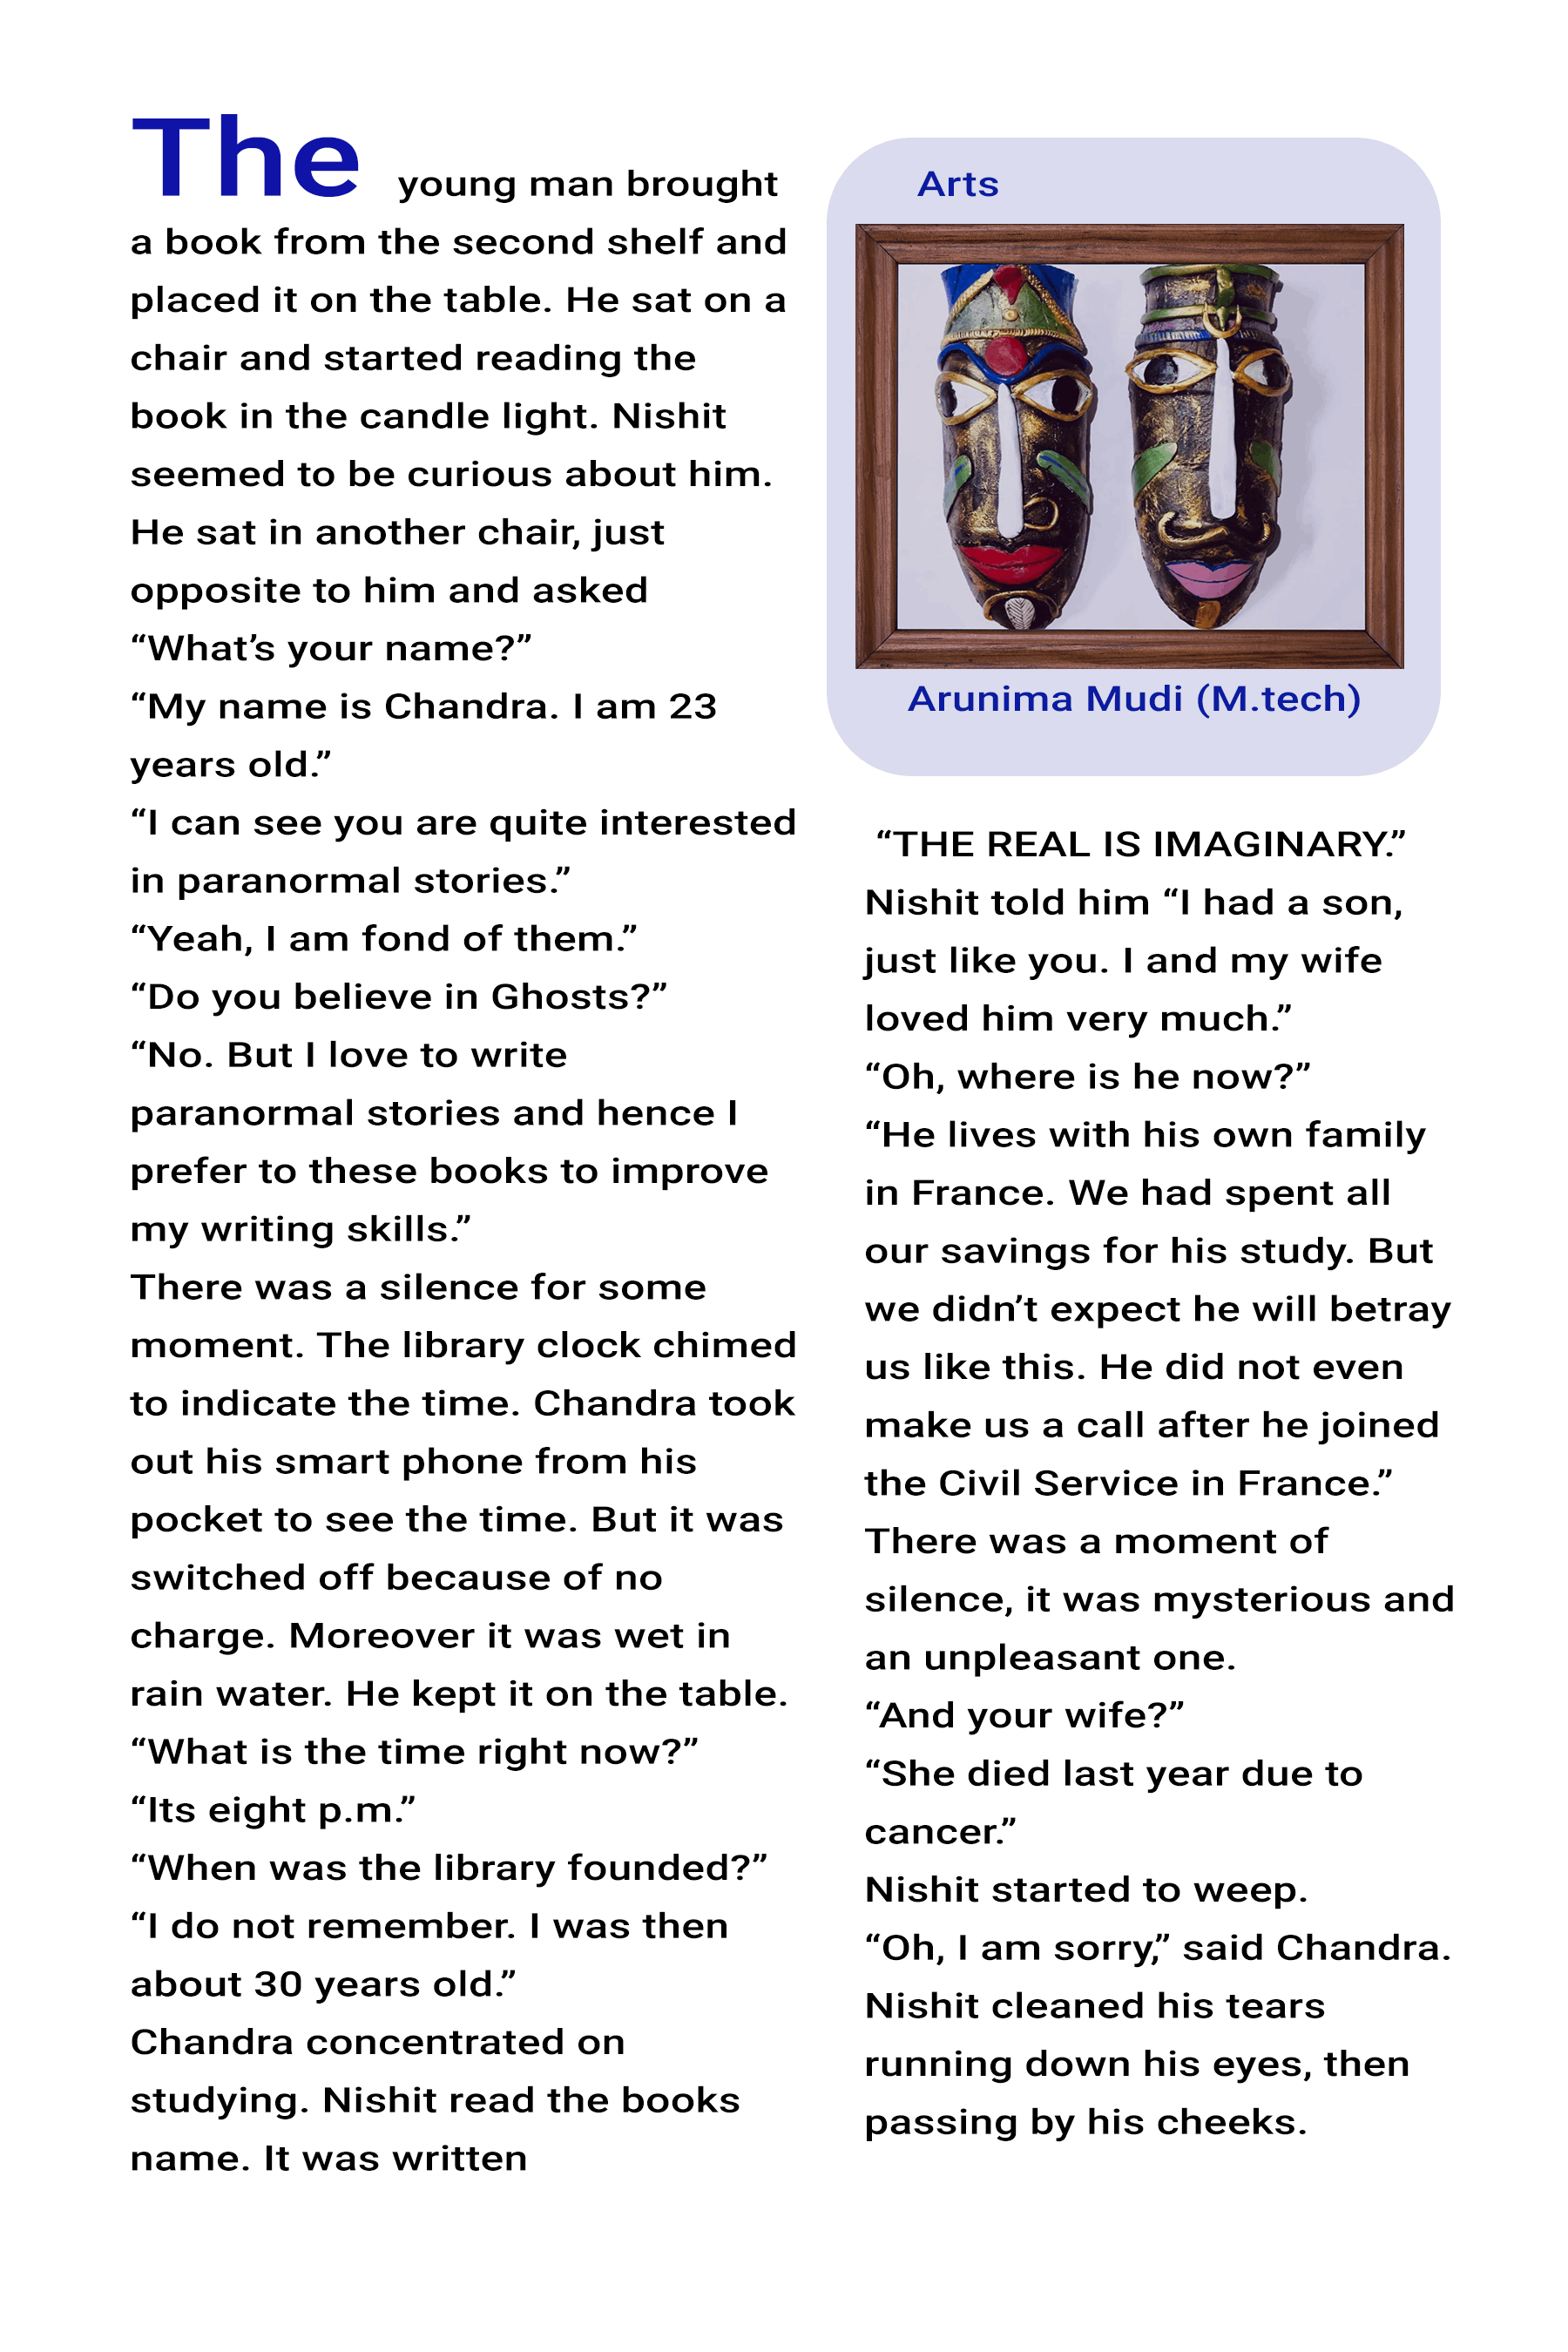 The young man brought
a book from the second shelf and
placed it on the table. He sat on a
chair and started reading the
book in the candle light. Nishit
seemed to be curious about him.
He sat in another chair, just
opposite to him and asked
“What’s your name?”
“My name is Chandra. I am 23
years old.”
“I can see you are quite interested
in paranormal stories.”
“Yeah, I am fond of them.”
“Do you believe in Ghosts?”
“No. But I love to write
paranormal stories and hence I
prefer to these books to improve
my writing skills.”
There was a silence for some
moment. The library clock chimed
to indicate the time. Chandra took
out his smart phone from his
pocket to see the time. But it was
switched off because of no
charge. Moreover it was wet in
rain water. He kept it on the table.
“What is the time right now?”
“Its eight p.m.”
“When was the library founded?”
“I do not remember. I was then
about 30 years old.”
Chandra concentrated on
studying. Nishit read the books
name. It was written
Arts
Arunima Mudi (M.tech)
“THE REAL IS IMAGINARY.”
Nishit told him “I had a son,
just like you. I and my wife
loved him very much.”
“Oh, where is he now?”
“He lives with his own family
in France. We had spent all
our savings for his study. But
we didn’t expect he will betray
us like this. He did not even
make us a call after he joined
the Civil Service in France.”
There was a moment of
silence, it was mysterious and
an unpleasant one.
“And your wife?”
“She died last year due to
cancer.”
Nishit started to weep.
“Oh, I am sorry,” said Chandra.
Nishit cleaned his tears
running down his eyes, then
passing by his cheeks.